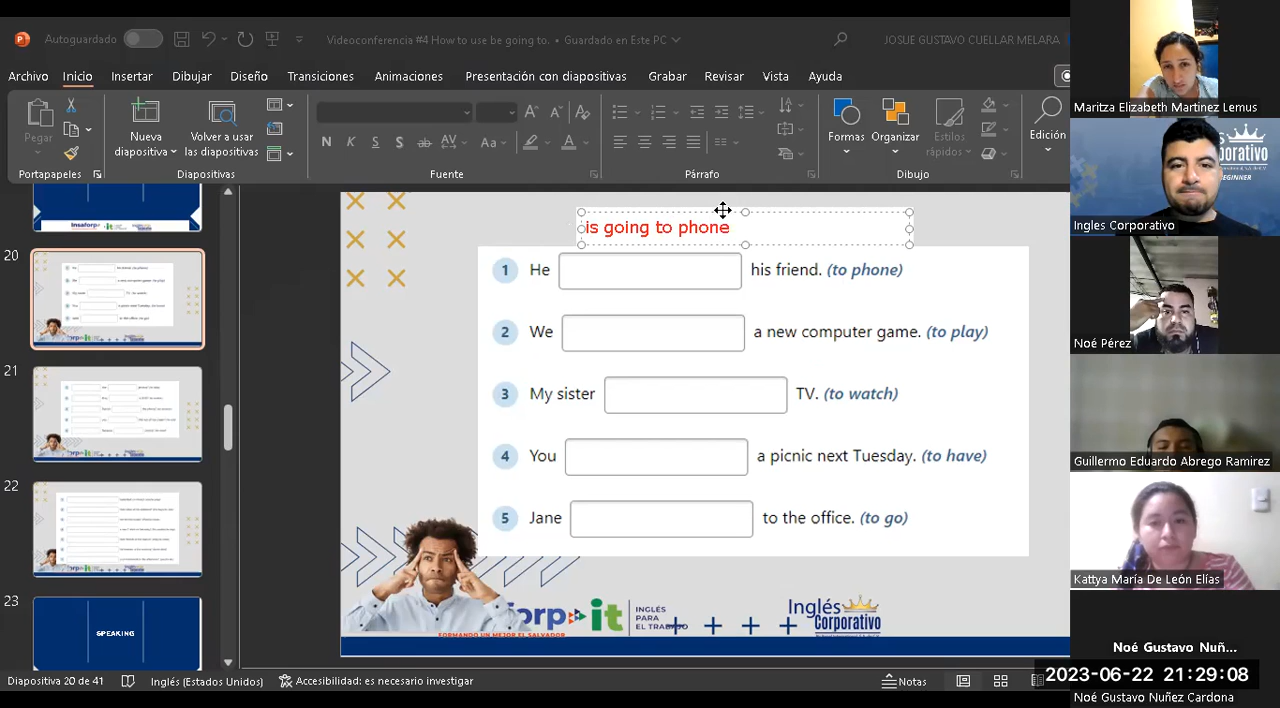 Autoguardado
Videoconferencia #4 How to use be going to. • Guardado en Este PC
JOSUE GUSTAVO CUELLAR MELARA
Archivo Inicio Insertar Dibujar Diseño Transiciones Animaciones Presentación con diapositivas Grabar Revisar Vista Ayuda
Pegar
Nueva diapositiva
Volver a usar las diapositivas
N K S S ab AV Aa A
Formas Organizar Estilos rápidos Edición
Portapapeles Diapositivas Fuente Párrafo Dibujo
20
21
22
23
SPEAKING
is going to phone
1 He his friend. (to phone)
2 We a new computer game. (to play)
3 My sister TV. (to watch)
4 You a picnic next Tuesday. (to have)
5 Jane to the office. (to go)
INGLÉS
PARA
EL TRABAJO
FORMANDO UN MEJOR EL SALVADOR
Inglés
Corporativo
Diapositiva 20 de 41 Inglés (Estados Unidos) Accesibilidad: es necesario investigar Notas
Maritza Elizabeth Martinez Lemus
Ingles Corporativo
Noé Pérez
Guillermo Eduardo Abrego Ramirez
Kattya María De León Elías
Noé Gustavo Nuñ...
2023-06-22 21:29:08
Noé Gustavo Nuñez Cardona